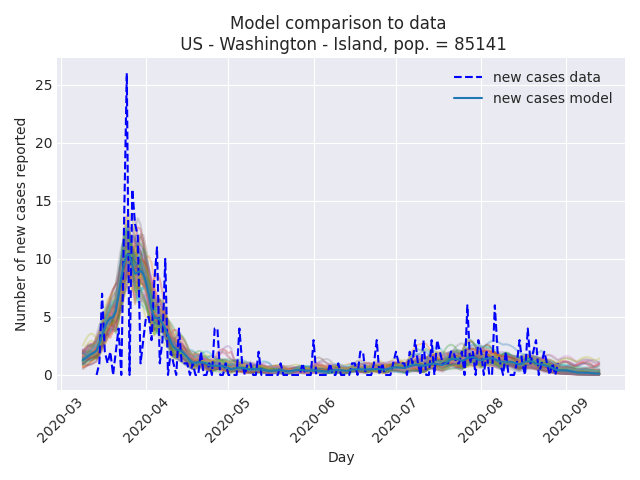 Model comparison to data
US - Washington - Island, pop. = 85141
new cases data
new cases model
Number of new cases reported
25
20
15
10
5
0
2020-03
2020-04
2020-05
2020-06
2020-07
2020-08
2020-09
Day